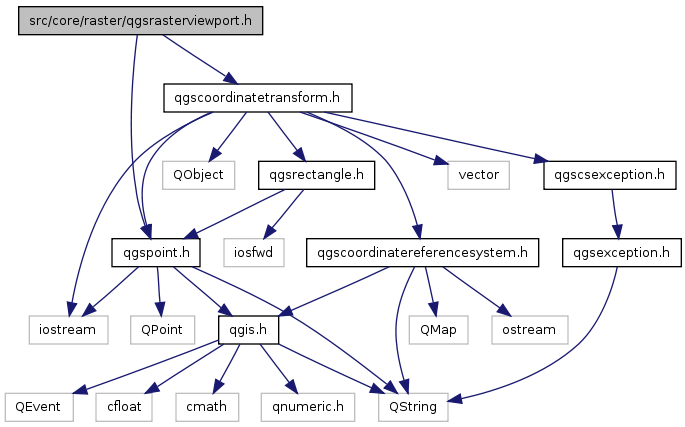 src/core/raster/qgsrasterviewport.h
qgscoordinatetransform.h
QObject
qgsrectangle.h
vector
qgscsexception.h
qgspoint.h
iosfwd
qgscoordinatereferencesystem.h
qgsexception.h
iostream
QPoint
qgis.h
QMap
ostream
QEvent
cfloat
cmath
qnumeric.h
QString